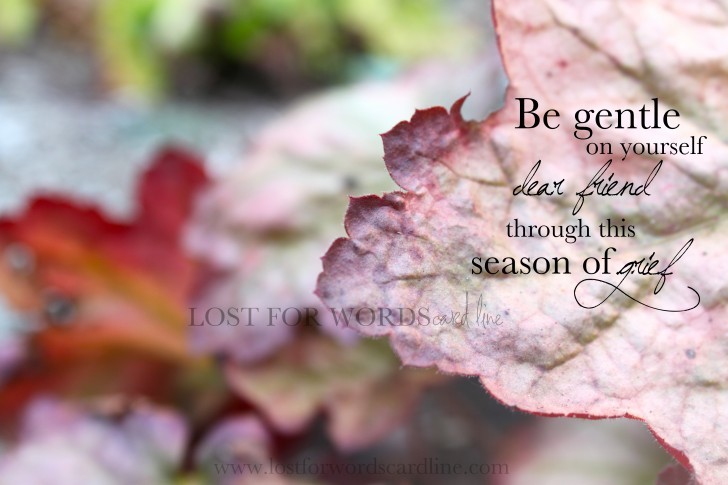 Be gentle
on yourself
dear friend
through this
season of grief
LOST FOR WORDS card line
www.lostforwordscardline.com